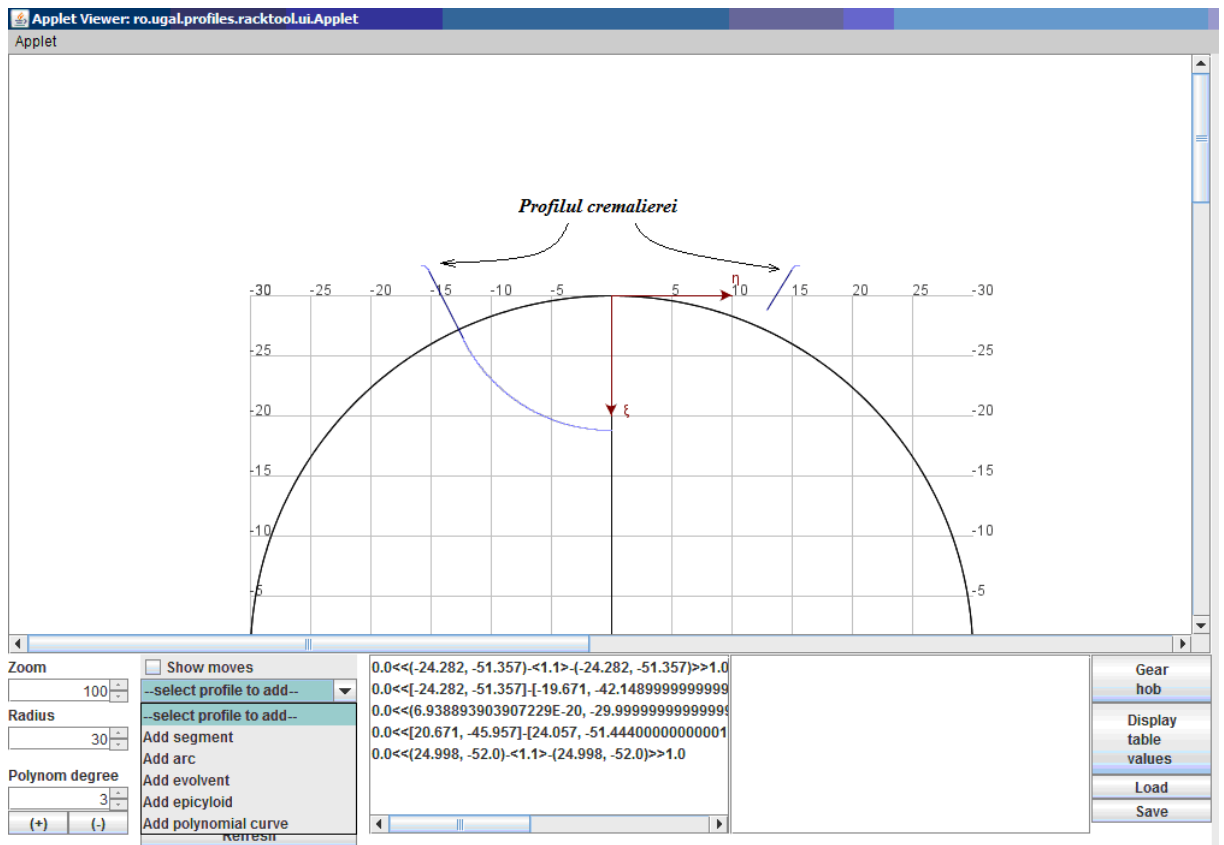 Applet Viewer: ro.ugal.profiles.racktool.ui.Applet
Applet
Profilul cremalierei
η
-30 -25 -20 -15 -10 -5 5 10 15 20 25 -30
-25 -25
-20 ξ -20
-15 -15
-10 -10
-5 -5
Zoom
100
Radius
30
Polynom degree
3
(+) (-)
Show moves
--select profile to add--
--select profile to add--
Add segment
Add arc
Add evolvent
Add epicyloid
Add polynomial curve
Refresh
0.0<<(-24.282, -51.357)-<1.1>-(-24.282, -51.357)>>1.0
0.0<<[-24.282, -51.357]-[-19.671, -42.1489999999999
0.0<<(6.938893903907229E-20, -29.99999999999999
0.0<<[20.671, -45.957]-[24.057, -51.44400000000001
0.0<<(24.998, -52.0)-<1.1>-(24.998, -52.0)>>1.0
Gear
hob
Display
table
values
Load
Save